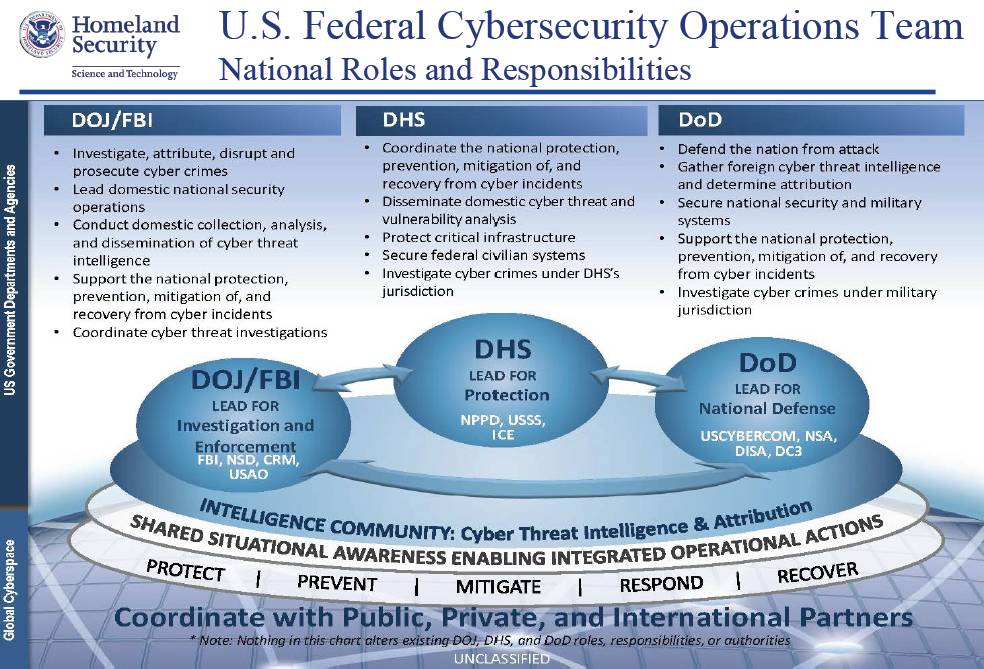 Homeland
Security
Science and Technology
U.S. Federal Cybersecurity Operations Team
National Roles and Responsibilities
US Government Departments and Agencies
Global Cyberspace
DOJ/FBI
• Investigate, attribute, disrupt and
prosecute cyber crimes
• Lead domestic national security
operations
• Conduct domestic collection, analysis,
and dissemination of cyber threat
intelligence
• Support the national protection,
prevention, mitigation of, and
recovery from cyber incidents
• Coordinate cyber threat investigations
DHS
• Coordinate the national protection,
prevention, mitigation of, and
recovery from cyber incidents
• Disseminate domestic cyber threat and
vulnerability analysis
• Protect critical infrastructure
• Secure federal civilian systems
• Investigate cyber crimes under DHS's
jurisdiction
DoD
• Defend the nation from attack
• Gather foreign cyber threat intelligence
and determine attribution
• Secure national security and military
systems
• Support the national protection,
prevention, mitigation of, and recovery
from cyber incidents
• Investigate cyber crimes under military
jurisdiction
DOJ/FBI
LEAD FOR
Investigation and
Enforcement
FBI, NSD, CRM,
USAO
DHS
LEAD FOR
Protection
NPPD, USSS,
ICE
DoD
LEAD FOR
National Defense
USCYBERCOM, NSA,
DISA, DC3
INTELLIGENCE COMMUNITY: Cyber Threat Intelligence & Attribution
SHARED SITUATIONAL AWARENESS ENABLING INTEGRATED OPERATIONAL ACTIONS
PROTECT | PREVENT | MITIGATE | RESPOND | RECOVER
Coordinate with Public, Private, and International Partners
* Note: Nothing in this chart alters existing DOJ, DHS, and DoD roles, responsibilities, or authorities
UNCLASSIFIED